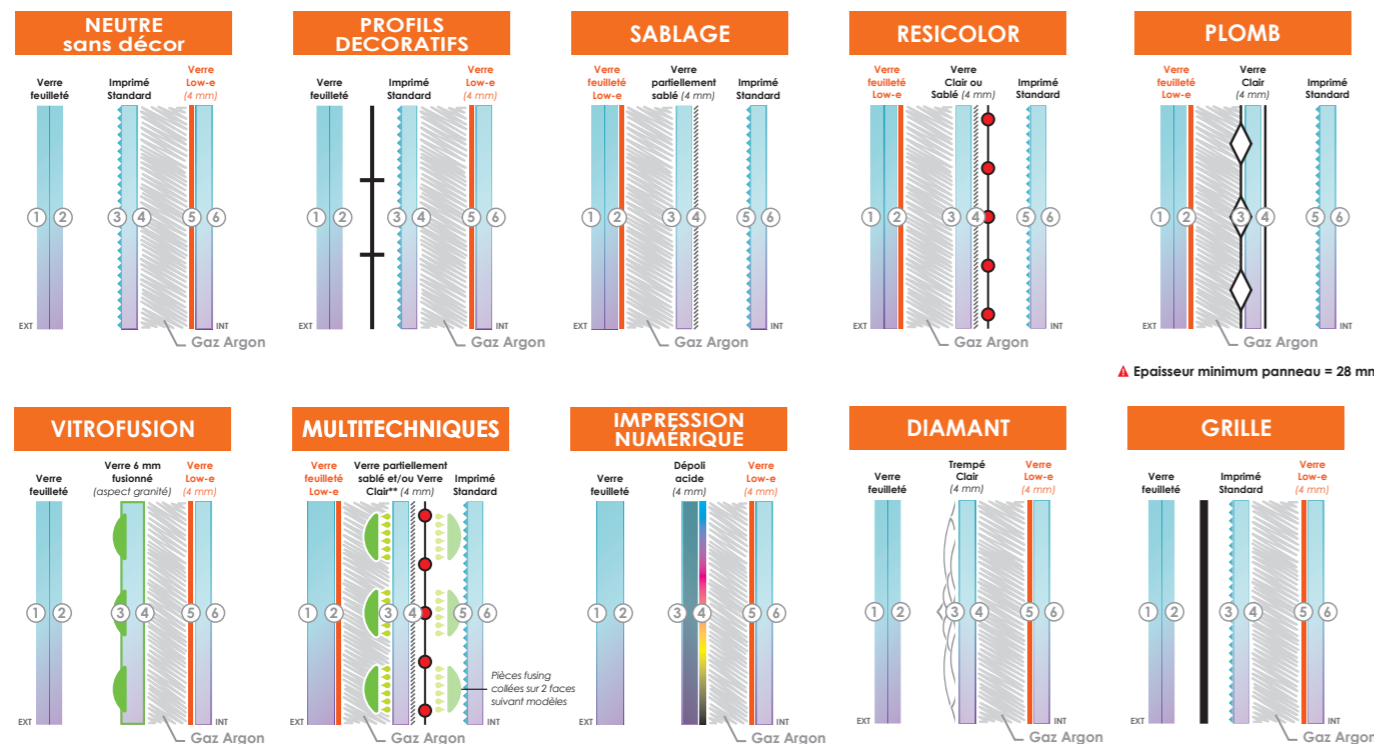 NEUTRE
sans décor
Verre
feuilleté
Imprimé
Standard
Verre
Low-e
(4 mm)
1 2 3 4 5 6
EXT
INT
Gaz Argon
PROFILS
DECORATIFS
Verre
feuilleté
Imprimé
Standard
Verre
Low-e
(4 mm)
1 2 3 4 5 6
EXT
INT
Gaz Argon
SABLAGE
Verre
feuilleté
Low-e
Verre
partiellement
sablé (4 mm)
Imprimé
Standard
1 2 3 4 5 6
EXT
INT
Gaz Argon
RESICOLOR
Verre
feuilleté
Low-e
Verre
Clair ou
Sablé (4 mm)
Imprimé
Standard
1 2 3 4 5 6
EXT
INT
Gaz Argon
PLOMB
Verre
feuilleté
Low-e
Verre
Clair
(4 mm)
Imprimé
Standard
1 2 3 4 5 6
EXT
INT
Gaz Argon
Epaisseur minimum panneau = 28 mm
VITROFUSION
Verre
feuilleté
Verre 6 mm
fusionné
(aspect granité)
Verre
Low-e
(4 mm)
1 2 3 4 5 6
EXT
INT
Gaz Argon
MULTITECHNIQUES
Verre
feuilleté
Low-e
Verre partiellement
sablé et/ou Verre
Clair** (4 mm)
Imprimé
Standard
1 2 3 4 5 6
Pièces fusing
collées sur 2 faces
suivant modèles
EXT
INT
Gaz Argon
IMPRESSION
NUMÉRIQUE
Verre
feuilleté
Dépoli
acide
(4 mm)
Verre
Low-e
(4 mm)
1 2 3 4 5 6
EXT
INT
Gaz Argon
DIAMANT
Verre
feuilleté
Trempé
Clair
(4 mm)
Verre
Low-e
(4 mm)
1 2 3 4 5 6
EXT
INT
Gaz Argon
GRILLE
Verre
feuilleté
Imprimé
Standard
Verre
Low-e
(4 mm)
1 2 3 4 5 6
EXT
INT
Gaz Argon